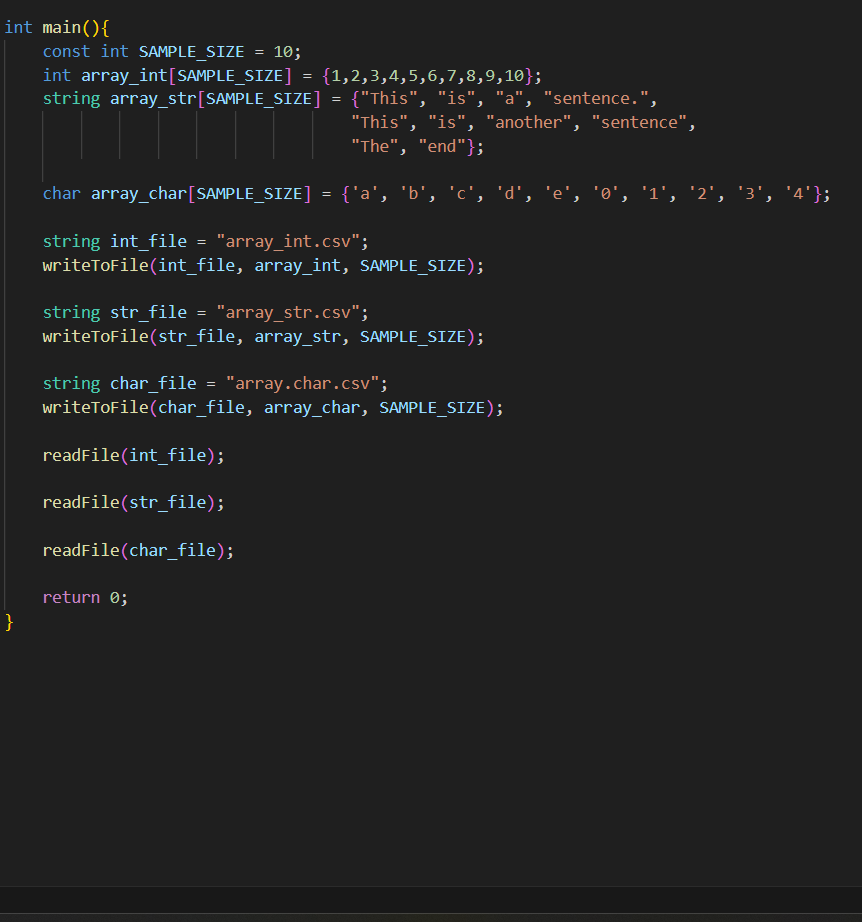 int main(){
    const int SAMPLE_SIZE = 10;
    int array_int[SAMPLE_SIZE] = {1,2,3,4,5,6,7,8,9,10};
    string array_str[SAMPLE_SIZE] = {"This", "is", "a", "sentence.",
                                    "This", "is", "another", "sentence",
                                    "The", "end"};
    char array_char[SAMPLE_SIZE] = {'a', 'b', 'c', 'd', 'e', '0', '1', '2', '3', '4'};
    string int_file = "array_int.csv";
    writeToFile(int_file, array_int, SAMPLE_SIZE);
    string str_file = "array_str.csv";
    writeToFile(str_file, array_str, SAMPLE_SIZE);
    string char_file = "array.char.csv";
    writeToFile(char_file, array_char, SAMPLE_SIZE);
    readFile(int_file);
    readFile(str_file);
    readFile(char_file);
    return 0;
}